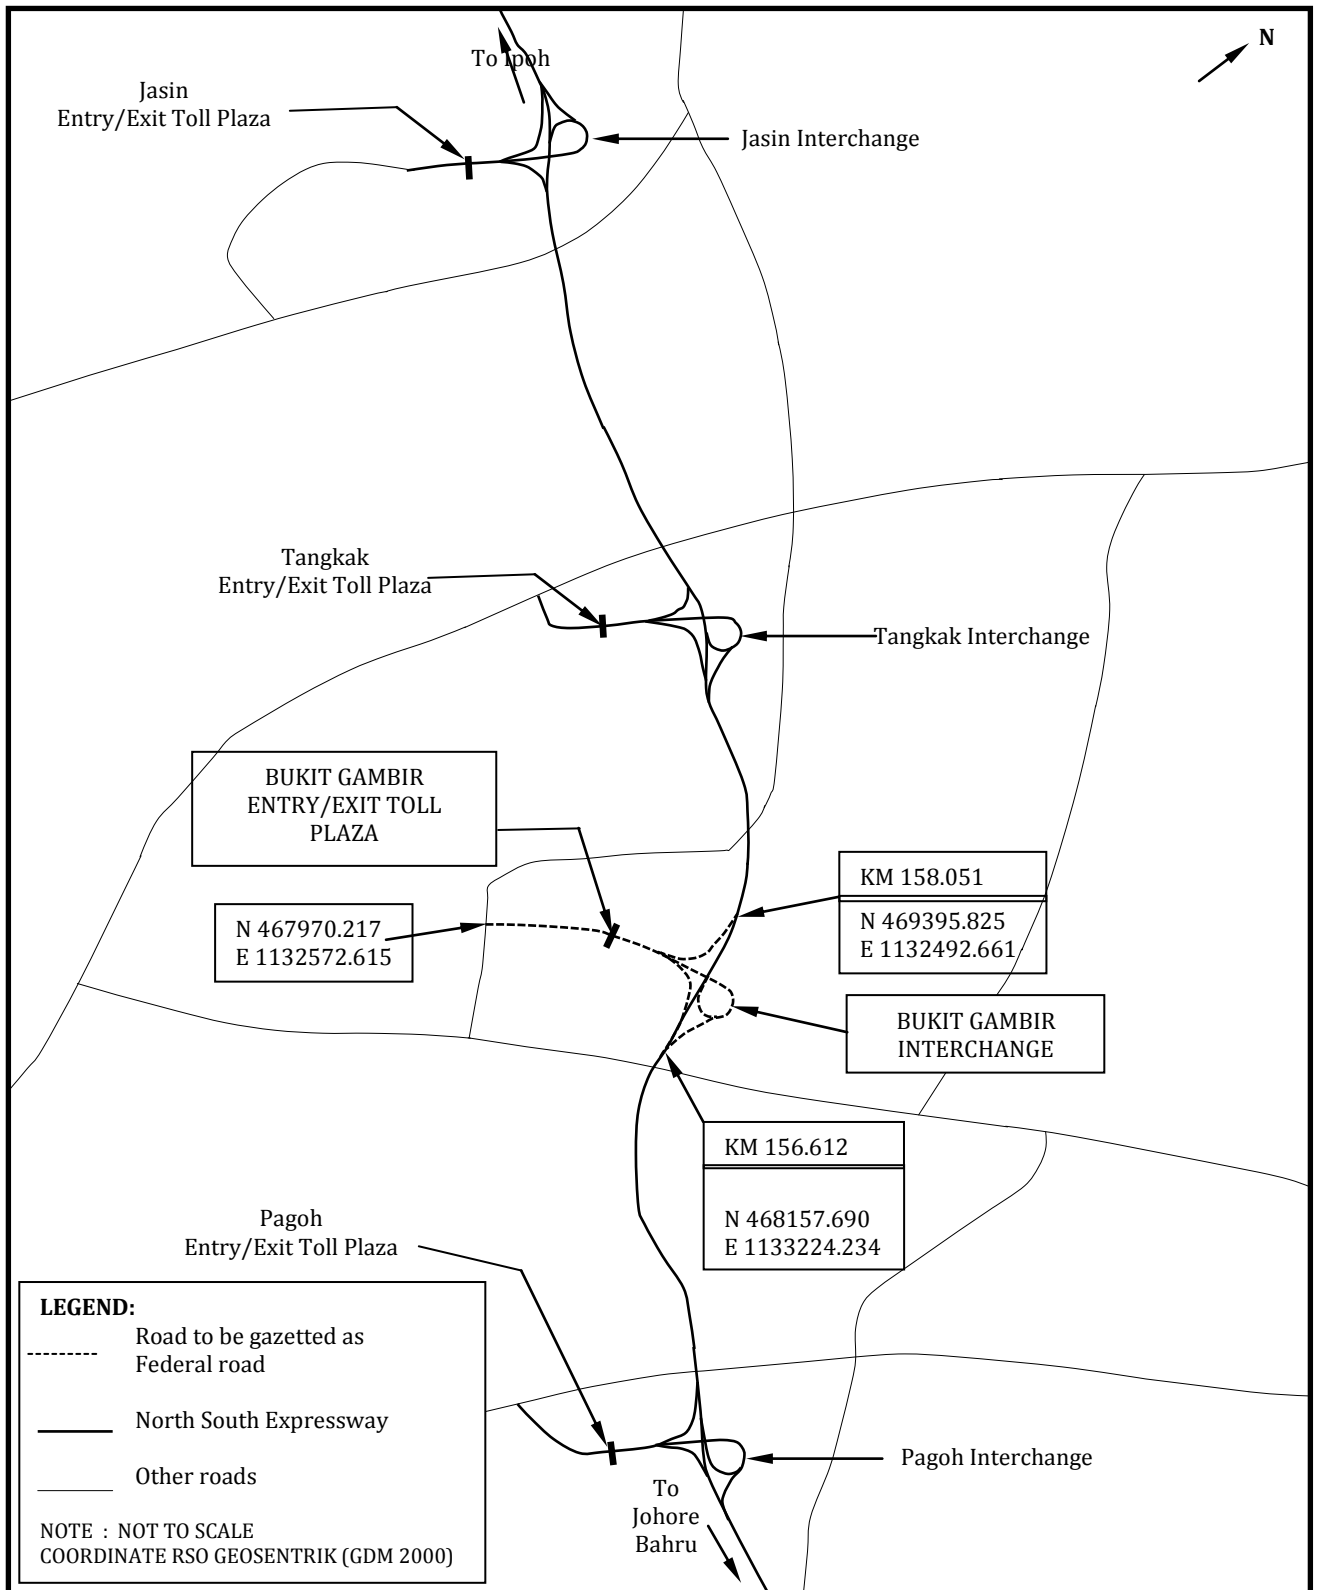 N
To Ipoh
Jasin
Entry/Exit Toll Plaza
Jasin Interchange
Tangkak
Entry/Exit Toll Plaza
Tangkak Interchange
BUKIT GAMBIR
ENTRY/EXIT TOLL
PLAZA
KM 158.051
N 469395.825
E 1132492.661
N 467970.217
E 1132572.615
BUKIT GAMBIR
INTERCHANGE
KM 156.612
N 468157.690
E 1133224.234
Pagoh
Entry/Exit Toll Plaza
LEGEND:
Road to be gazetted as
Federal road
North South Expressway
Other roads
NOTE : NOT TO SCALE
COORDINATE RSO GEOSENTRIK (GDM 2000)
Pagoh Interchange
To
Johore
Bahru